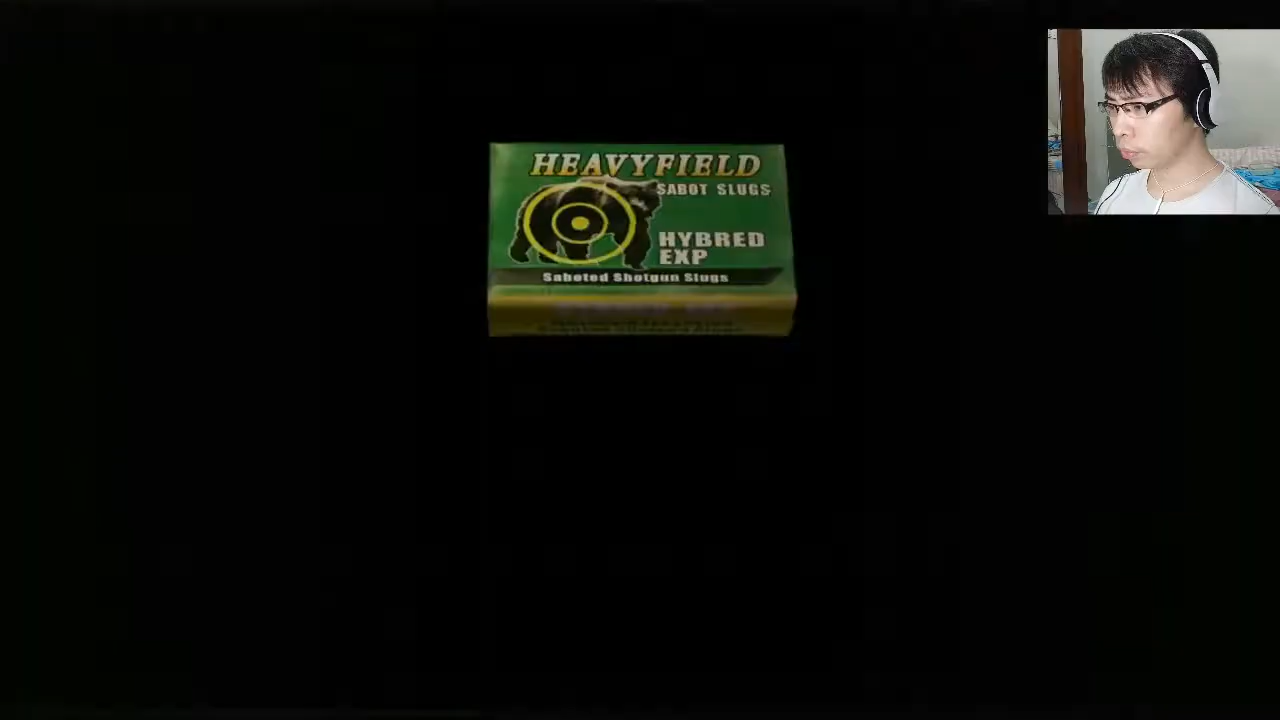 HEAVYFIELD
SABOT SLUGS
HYBRED
EXP
Saboted Shotgun Slugs